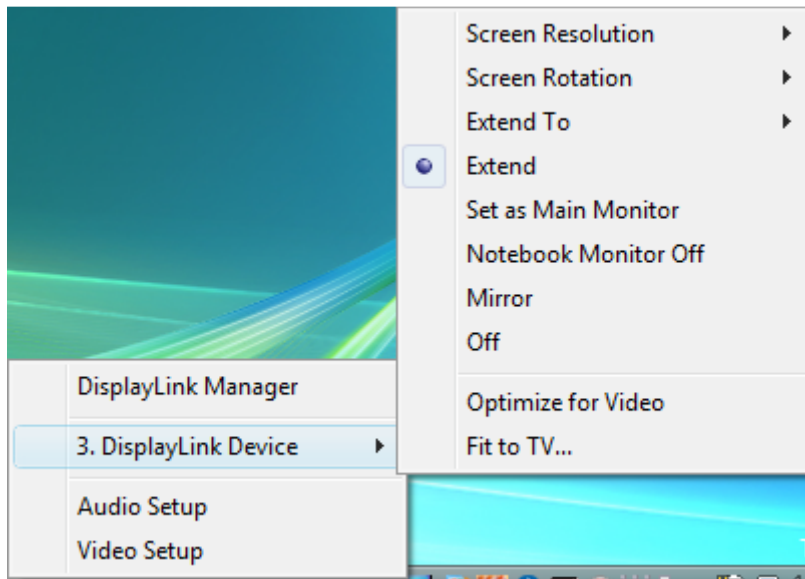 Screen Resolution
Screen Rotation
Extend To
Extend
Set as Main Monitor
Notebook Monitor Off
Mirror
Off
Optimize for Video
Fit to TV...
DisplayLink Manager
3. DisplayLink Device
Audio Setup
Video Setup